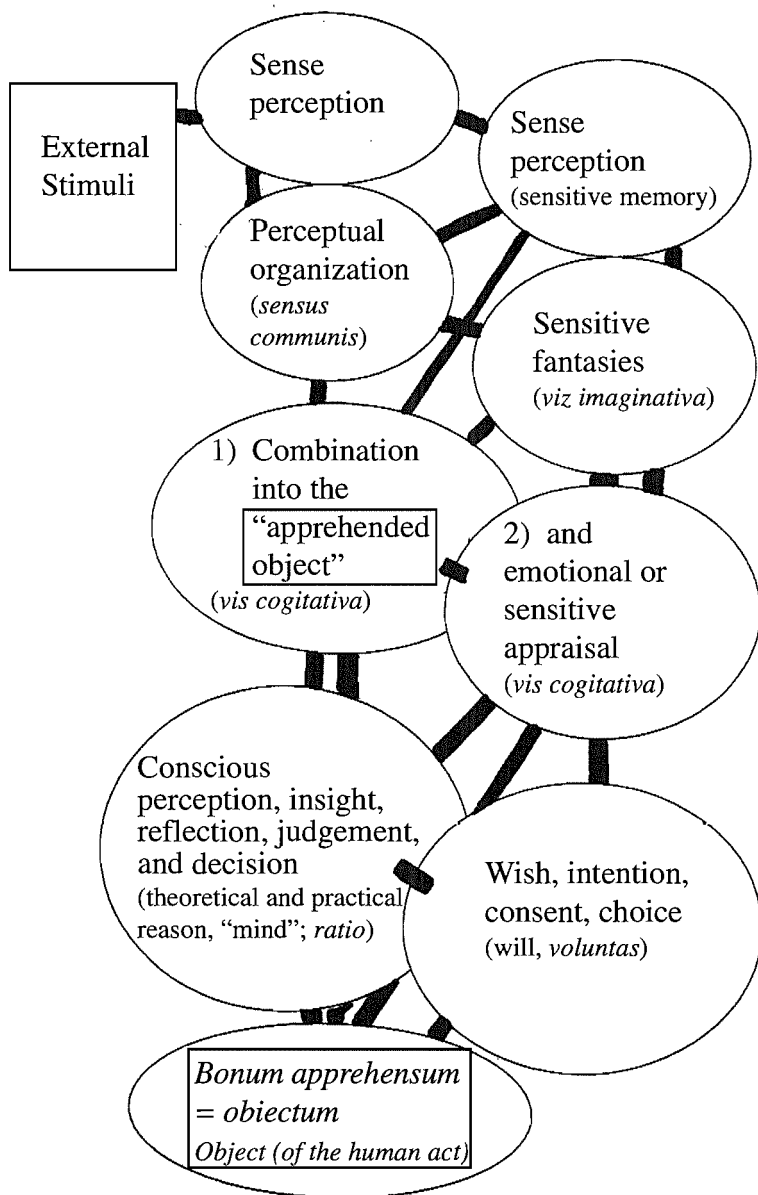 Sense
perception
External
Stimuli
Sense
perception
(sensitive memory)
Perceptual
organization
(sensus
communis)
Sensitive
fantasies
(viz imaginativa)
1) Combination
into the
“apprehended
object”
(vis cogitativa)
2) and
emotional or
sensitive
appraisal
(vis cogitativa)
Conscious
perception, insight,
reflection, judgement,
and decision
(theoretical and practical
reason, “mind”; ratio)
Wish, intention,
consent, choice
(will, voluntas)
Bonum apprehensum
= obiectum
Object (of the human act)